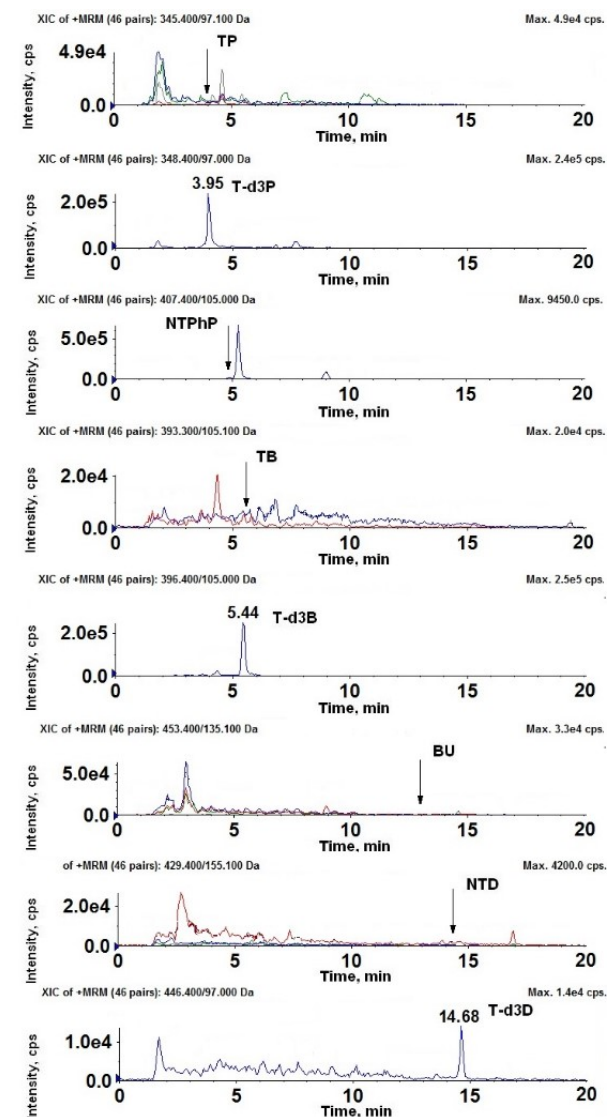 XIC of +MRM (46 pairs): 345.400/97.100 Da Max. 4.9e4 cps.
TP
4.9e4
0.0
Intensity, cps
0 5 10 15 20
Time, min
XIC of +MRM (46 pairs): 348.400/97.000 Da Max. 2.4e5 cps.
3.95 T-d3P
2.0e5
0.0
Intensity, cps
0 5 10 15 20
Time, min
XIC of +MRM (46 pairs): 407.400/105.000 Da Max. 9450.0 cps.
NTPhP
5.0e5
0.0
Intensity, cps
0 5 10 15 20
Time, min
XIC of +MRM (46 pairs): 393.300/105.100 Da Max. 2.0e4 cps.
TB
2.0e4
0.0
Intensity, cps
0 5 10 15 20
Time, min
XIC of +MRM (46 pairs): 396.400/105.000 Da Max. 2.5e5 cps.
5.44 T-d3B
2.0e5
0.0
Intensity, cps
0 5 10 15 20
Time, min
XIC of +MRM (46 pairs): 453.400/135.100 Da Max. 3.3e4 cps.
BU
5.0e4
0.0
Intensity, cps
0 5 10 15 20
Time, min
of +MRM (46 pairs): 429.400/155.100 Da Max. 4200.0 cps.
NTD
2.0e4
0.0
Intensity, cps
0 5 10 15 20
Time, min
XIC of +MRM (46 pairs): 446.400/97.000 Da Max. 1.4e4 cps.
14.68 T-d3D
1.0e4
0.0
Intensity, cps
0 5 10 15 20
Time, min